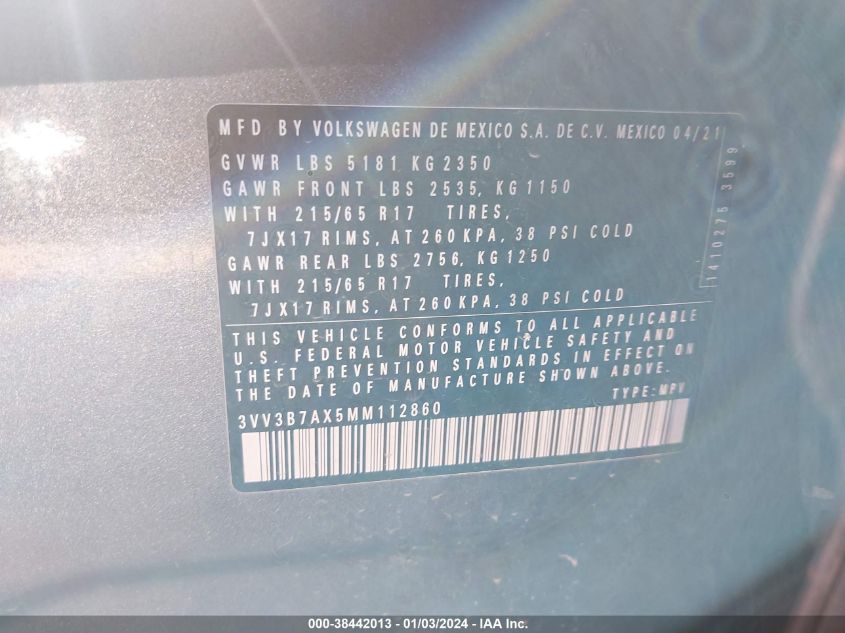 MFD BY VOLKSWAGEN DE MEXICO S.A. DE C.V. MEXICO 04/21
GVWR LBS 5181 KG 2350
GAWR FRONT LBS 2535, KG 1150
WITH 215/65 R17 TIRES,
7JX17 RIMS, AT 260 KPA, 38 PSI COLD
GAWR REAR LBS 2756, KG 1250
WITH 215/65 R17 TIRES,
7JX17 RIMS, AT 260 KPA, 38 PSI COLD
THIS VEHICLE CONFORMS TO ALL APPLICABLE
U.S. FEDERAL MOTOR VEHICLE SAFETY AND
THEFT PREVENTION STANDARDS IN EFFECT ON
THE DATE OF MANUFACTURE SHOWN ABOVE.
TYPE:MPV
3VV3B7AX5MM112860
1410275 3599
000-38442013 - 01/03/2024 - IAA Inc.